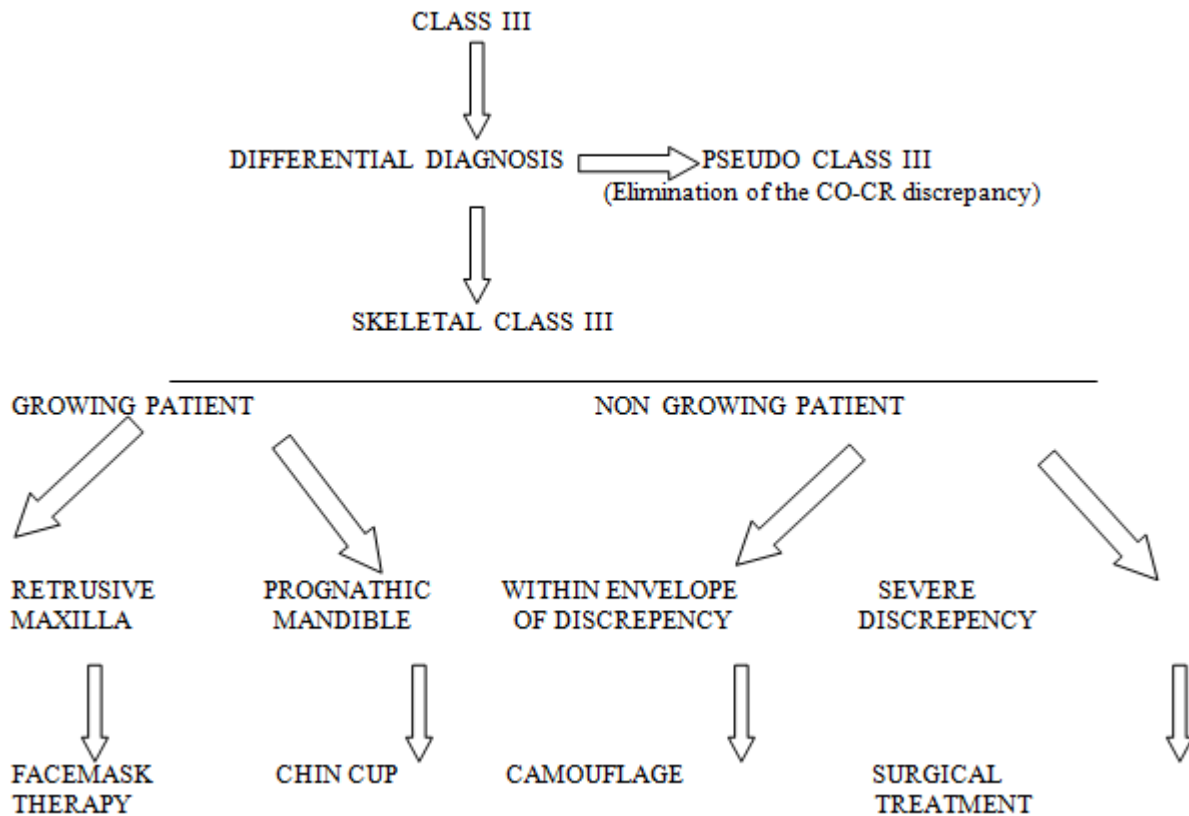 CLASS III
DIFFERENTIAL DIAGNOSIS
PSEUDO CLASS III
(Elimination of the CO-CR discrepancy)
SKELETAL CLASS III
GROWING PATIENT
NON GROWING PATIENT
RETRUSIVE
MAXILLA
PROGNATHIC
MANDIBLE
WITHIN ENVELOPE
OF DISCREPENCY
SEVERE
DISCREPENCY
FACEMASK
THERAPY
CHIN CUP
CAMOUFLAGE
SURGICAL
TREATMENT